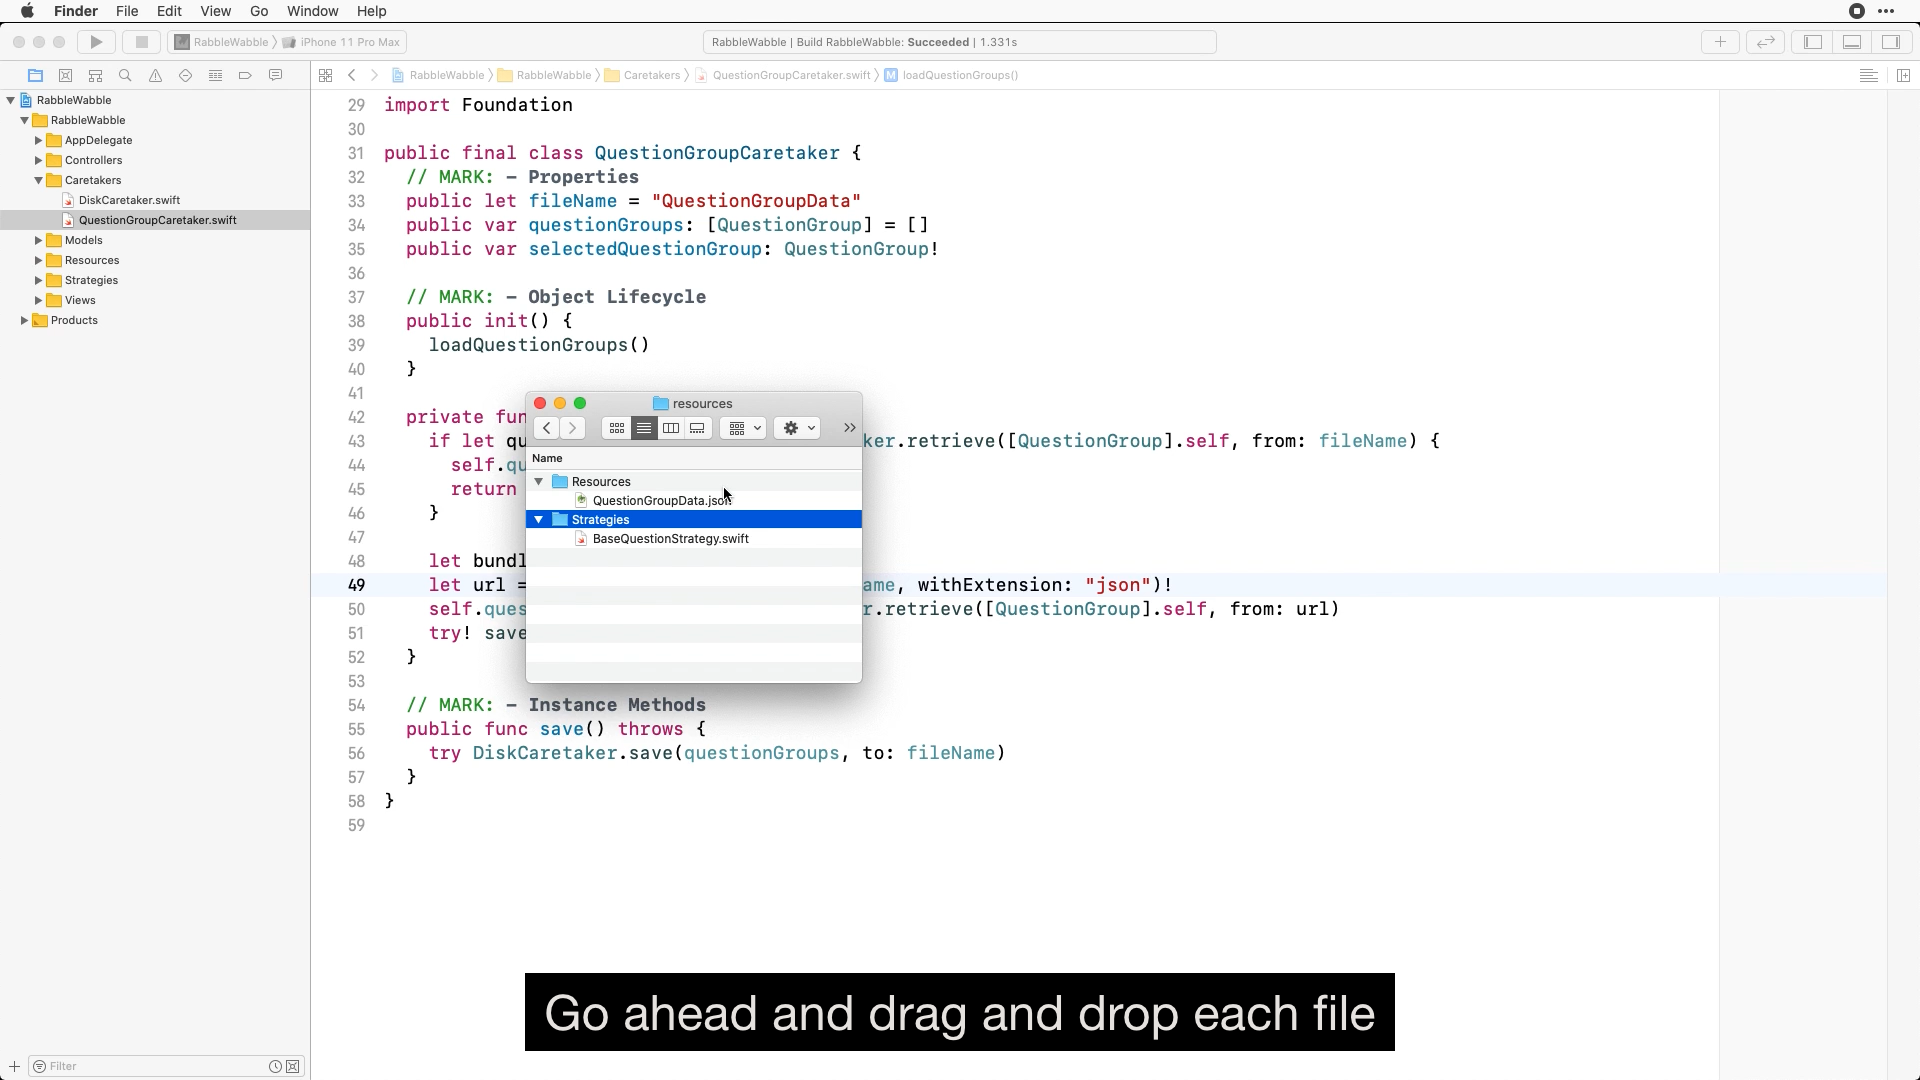 Finder File Edit View Go Window Help
RabbleWabble iPhone 11 Pro Max
RabbleWabble | Build RabbleWabble: Succeeded | 1.331s
RabbleWabble RabbleWabble Caretakers QuestionGroupCaretaker.swift M loadQuestionGroups()
RabbleWabble
RabbleWabble
AppDelegate
Controllers
Caretakers
DiskCaretaker.swift
QuestionGroupCaretaker.swift
Models
Resources
Strategies
Views
Products
Filter
29 import Foundation
30
31 public final class QuestionGroupCaretaker {
32 // MARK: - Properties
33 public let fileName = "QuestionGroupData"
34 public var questionGroups: [QuestionGroup] = []
35 public var selectedQuestionGroup: QuestionGroup!
36
37 // MARK: - Object Lifecycle
38 public init() {
39 loadQuestionGroups()
40 }
41
42 private fun
43 if let qu ker.retrieve([QuestionGroup].self, from: fileName) {
44 self.qu
45 return
46 }
47
48 let bundl
49 let url = ame, withExtension: "json")!
50 self.ques r.retrieve([QuestionGroup].self, from: url)
51 try! save
52 }
53
54 // MARK: - Instance Methods
55 public func save() throws {
56 try DiskCaretaker.save(questionGroups, to: fileName)
57 }
58 }
59
resources
Name
Resources
QuestionGroupData.json
Strategies
BaseQuestionStrategy.swift
Go ahead and drag and drop each file